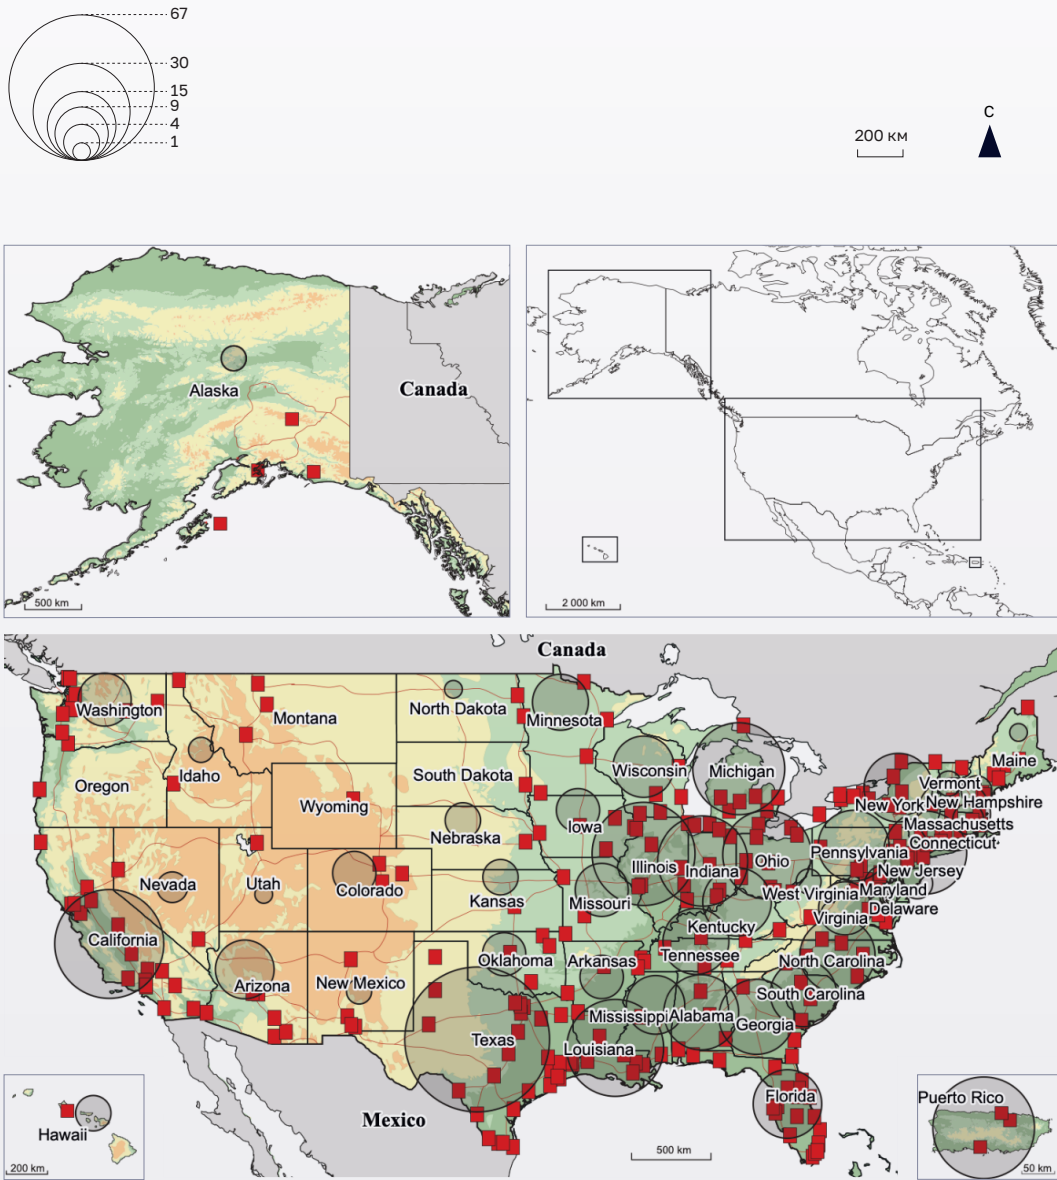 67
30
15
9
4
1
200 км
С
Alaska
Canada
500 km
2 000 km
Canada
Washington
Montana
North Dakota
Minnesota
Idaho
Oregon
Wyoming
South Dakota
Wisconsin
Michigan
Maine
Vermont
New York
New Hampshire
Nebraska
Iowa
Massachusetts
Connecticut
Nevada
Utah
Colorado
Kansas
Missouri
Illinois
Indiana
Ohio
Pennsylvania
New Jersey
West Virginia
Maryland
Delaware
Virginia
California
Kentucky
Arizona
New Mexico
Oklahoma
Arkansas
Tennessee
North Carolina
South Carolina
Texas
Louisiana
Mississippi
Alabama
Georgia
Florida
Mexico
500 km
Hawaii
200 km
Puerto Rico
50 km